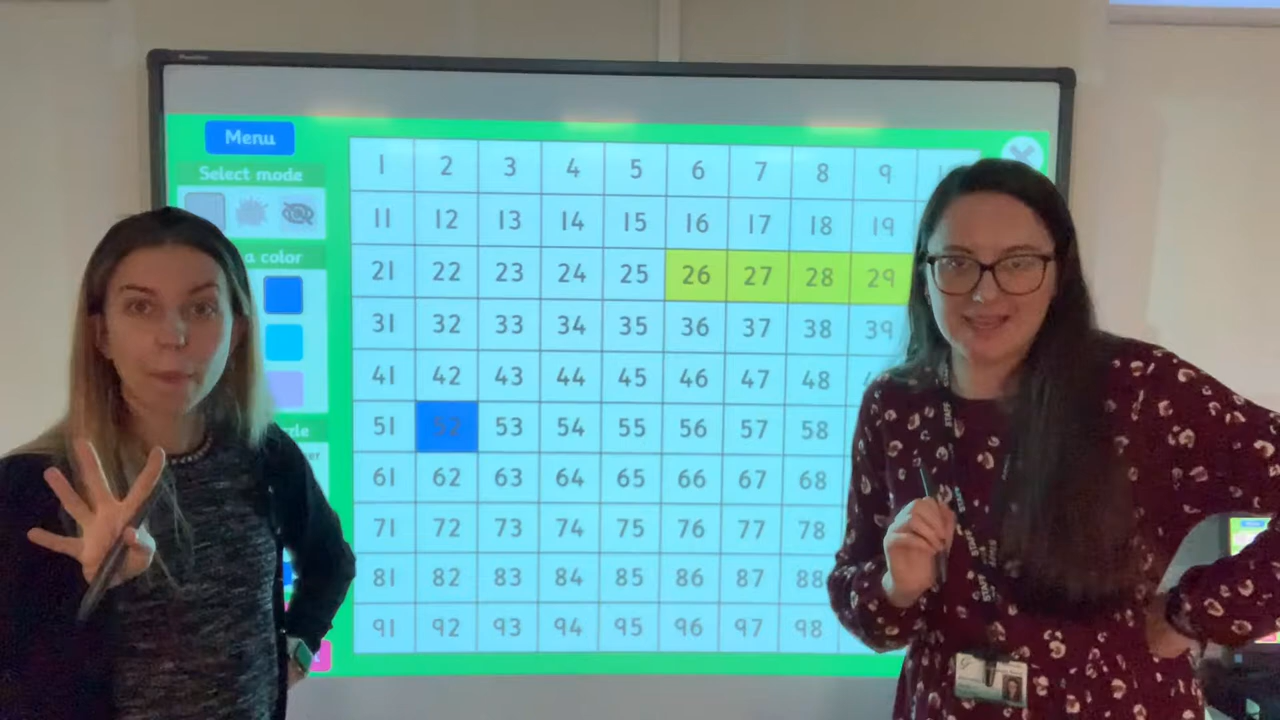 Menu
Select mode
a color
1 2 3 4 5 6 7 8 9
11 12 13 14 15 16 17 18 19
21 22 23 24 25 26 27 28 29
31 32 33 34 35 36 37 38 39
41 42 43 44 45 46 47 48
51 52 53 54 55 56 57 58
61 62 63 64 65 66 67 68
71 72 73 74 75 76 77 78
81 82 83 84 85 86 87 88
91 92 93 94 95 96 97 98
STAFF
STAFF
STAFF
STAFF